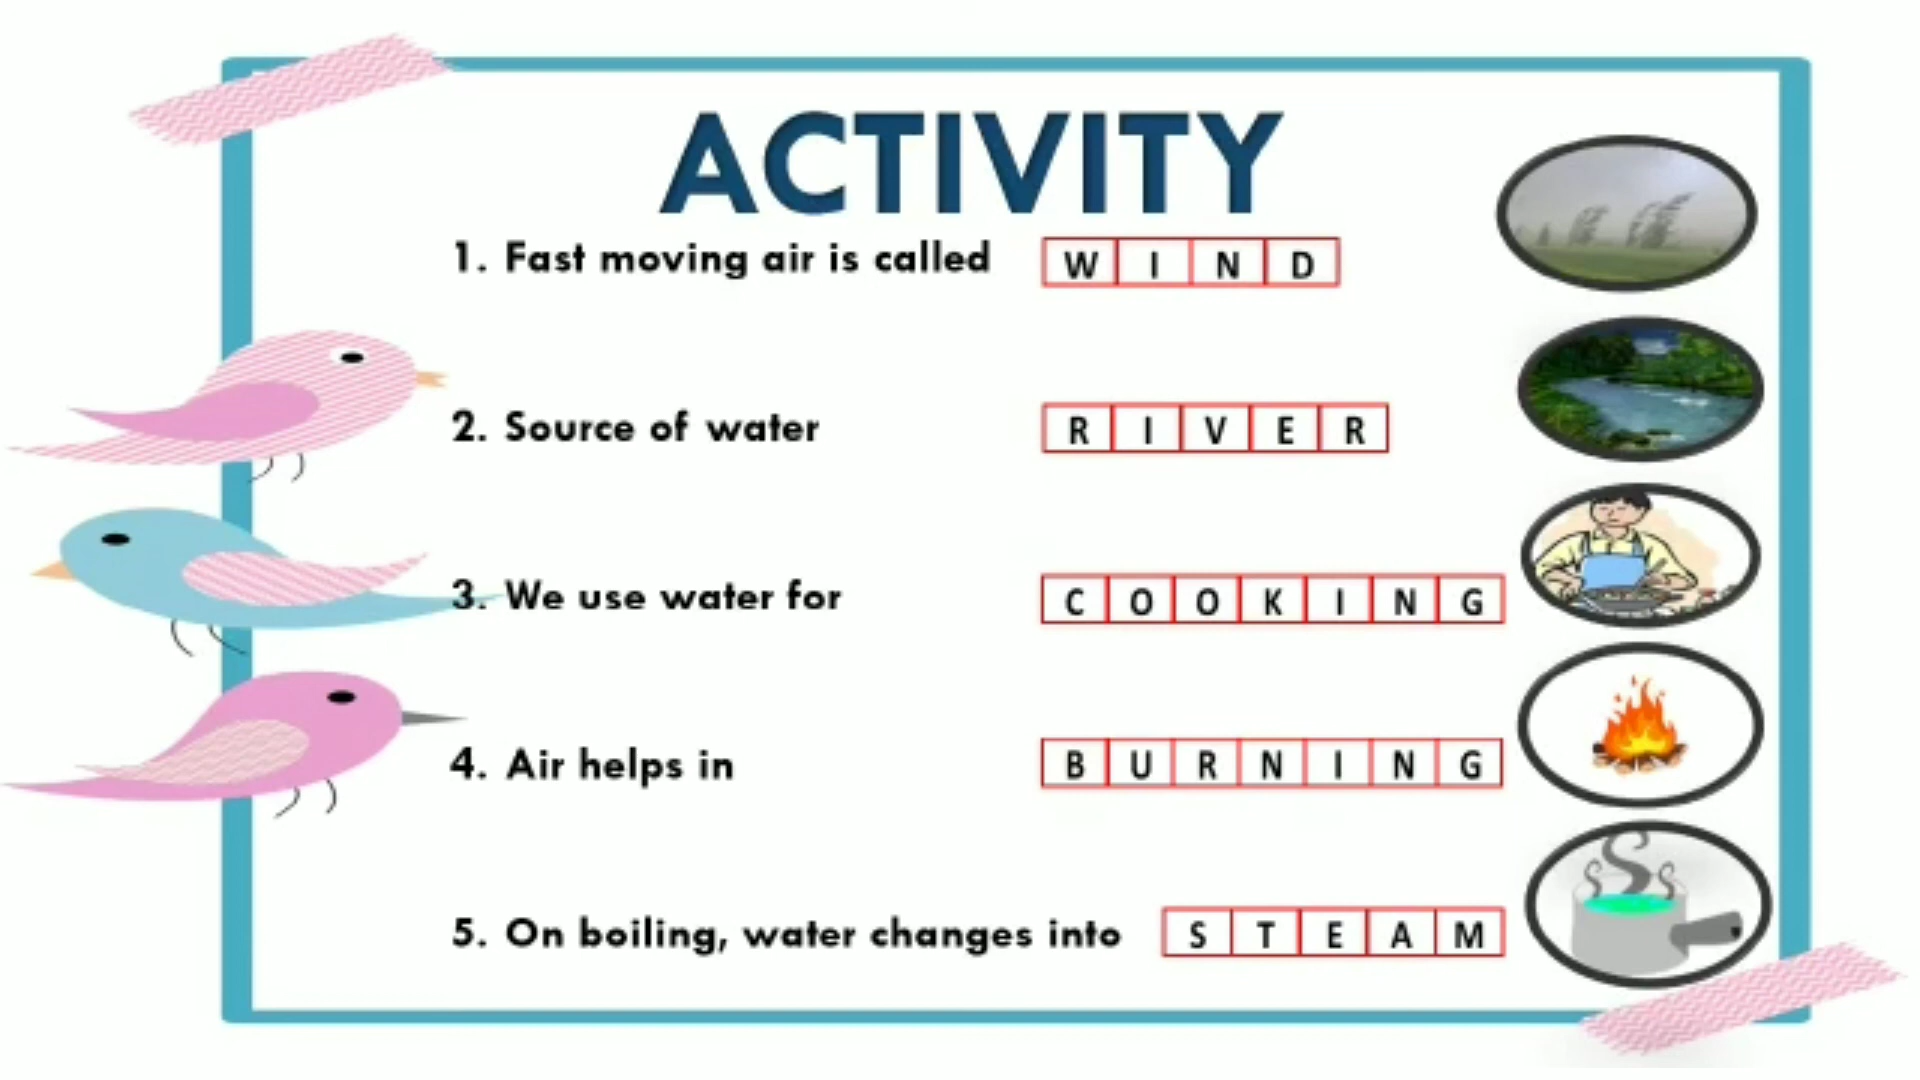 ACTIVITY
1. Fast moving air is called WIND
2. Source of water RIVER
3. We use water for COOKING
4. Air helps in BURNING
5. On boiling, water changes into STEAM